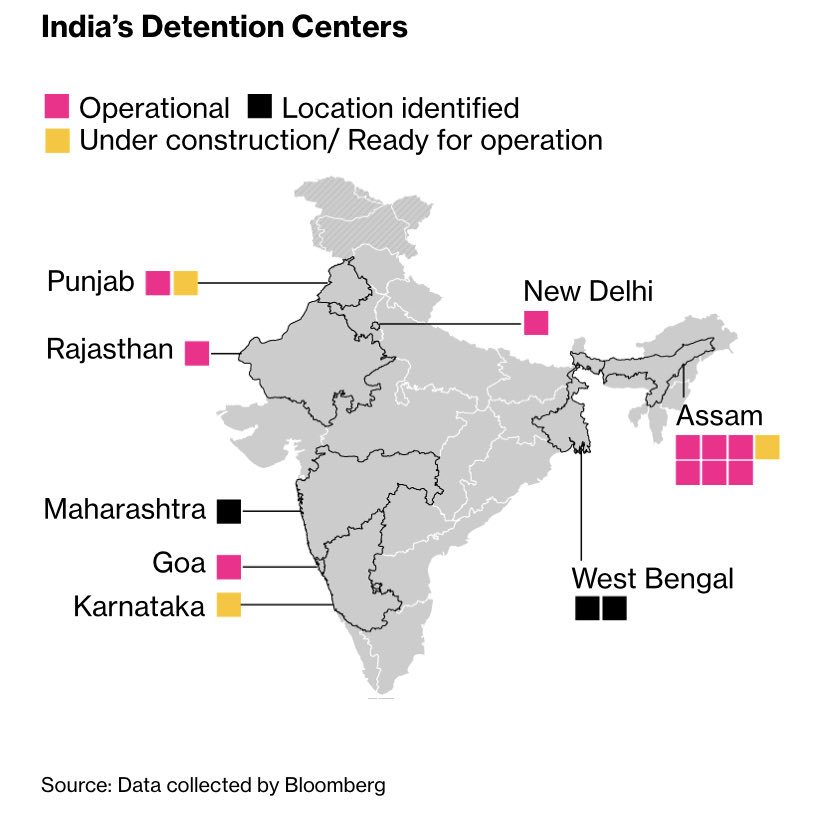 India’s Detention Centers
Operational
Location identified
Under construction/ Ready for operation
Punjab
New Delhi
Rajasthan
Assam
Maharashtra
Goa
West Bengal
Karnataka
Source: Data collected by Bloomberg